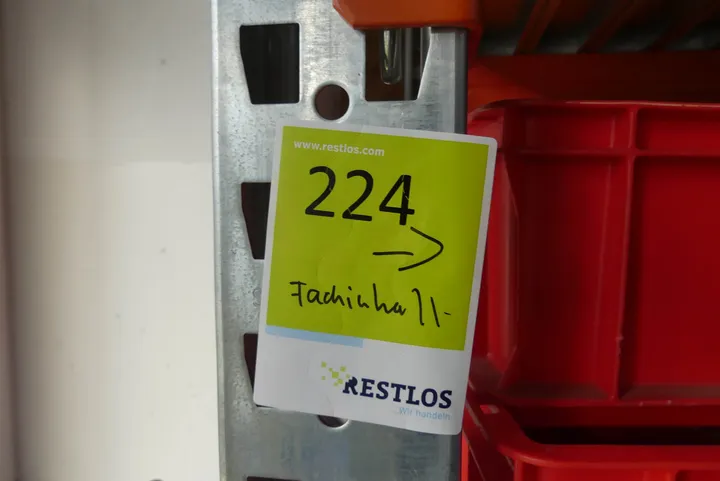 www.restlos.com
224
→
Fachinhalt
RESTLOS
Wir handeln.